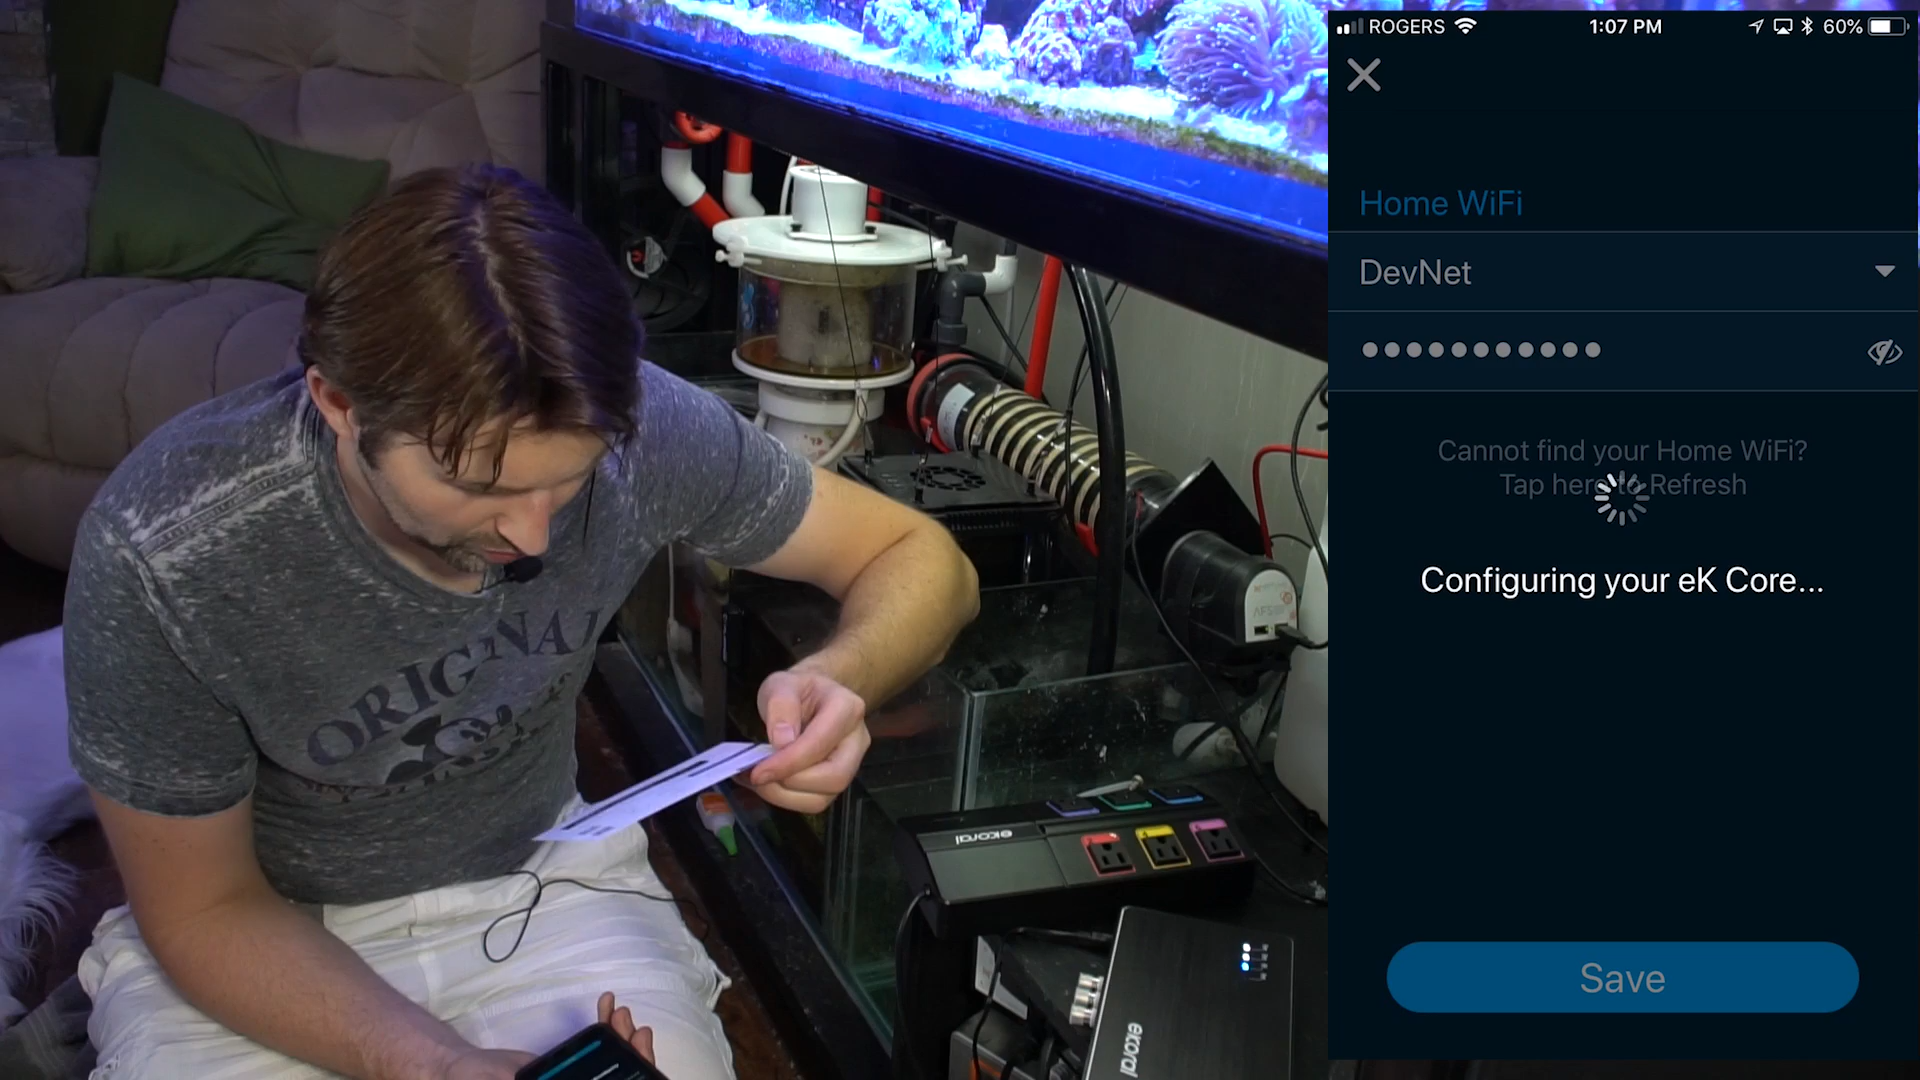 ROGERS 1:07 PM 60%
Home WiFi
DevNet
Cannot find your Home WiFi?
Tap here to Refresh
Configuring your eK Core...
Save
ORIGINAL
ekoral
ekoral